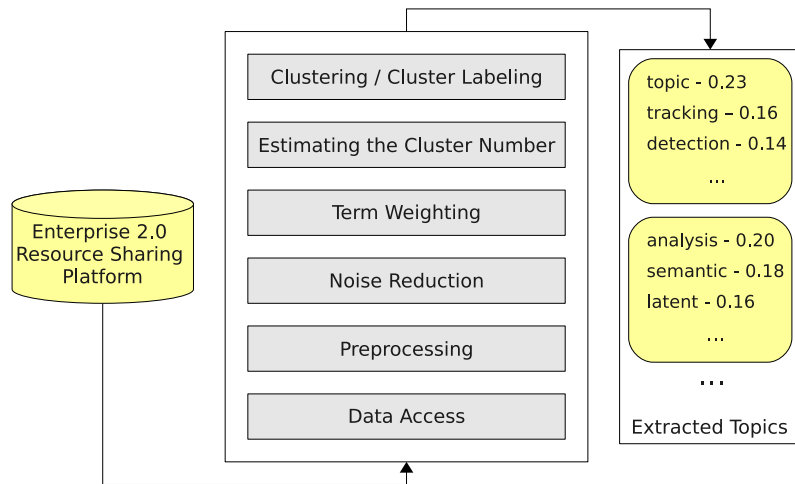 Enterprise 2.0
Resource Sharing
Platform
Clustering / Cluster Labeling
Estimating the Cluster Number
Term Weighting
Noise Reduction
Preprocessing
Data Access
topic - 0.23
tracking – 0.16
detection - 0.14
...
analysis - 0.20
semantic - 0.18
latent - 0.16
...
...
Extracted Topics